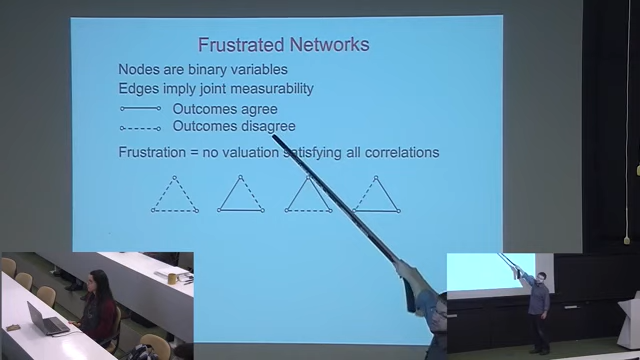 Frustrated Networks
Nodes are binary variables
Edges imply joint measurability
Outcomes agree
Outcomes disagree
Frustration = no valuation satisfying all correlations